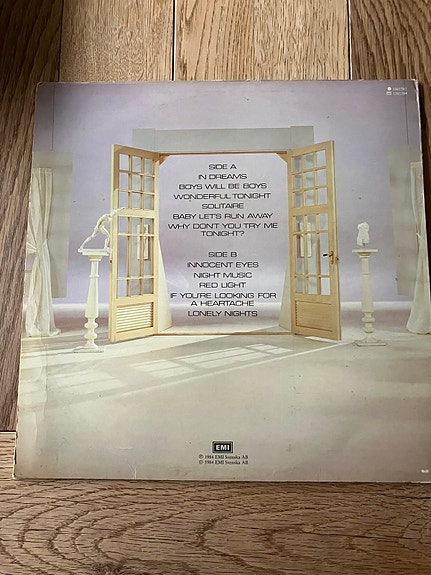 SIDE A
IN DREAMS
BOYS WILL BE BOYS
WONDERFUL TONIGHT
SOLITAIRE
BABY LET'S RUN AWAY
WHY DON'T YOU TRY ME
TONIGHT?
SIDE B
INNOCENT EYES
NIGHT MUSIC
RED LIGHT
IF YOU'RE LOOKING FOR
A HEARTACHE
LONELY NIGHTS
EMI
℗ 1984 EMI Svenska AB
© 1984 EMI Svenska AB